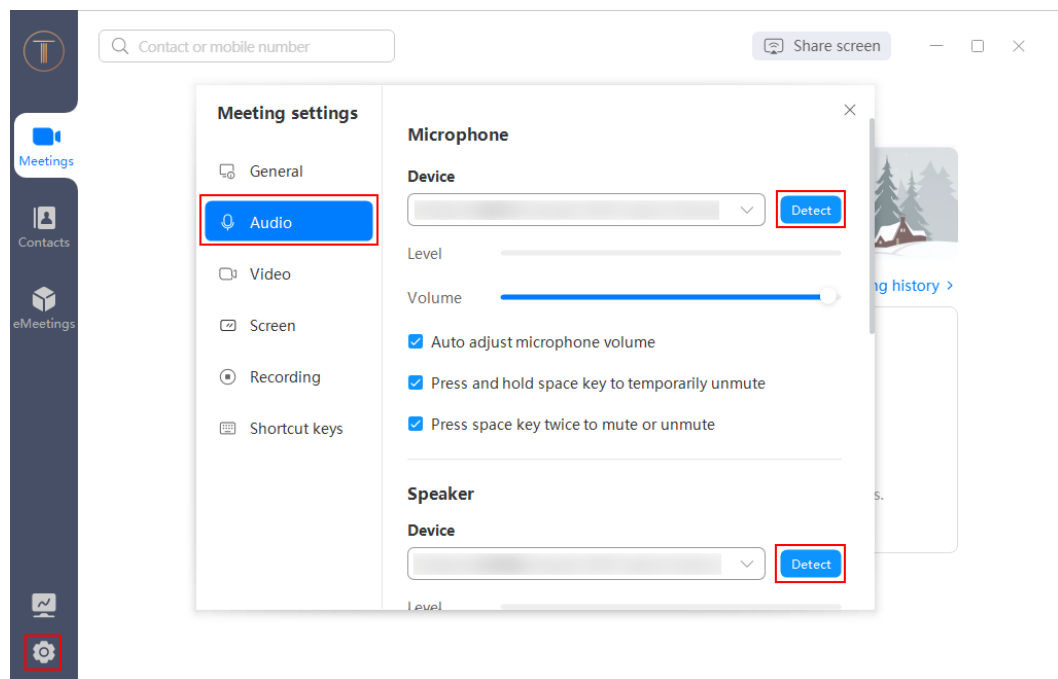 Contact or mobile number
Share screen
Meetings
Contacts
eMeetings
Meeting settings
General
Audio
Video
Screen
Recording
Shortcut keys
Microphone
Device
Detect
Level
Volume
Auto adjust microphone volume
Press and hold space key to temporarily unmute
Press space key twice to mute or unmute
Speaker
Device
Detect
Level
history >